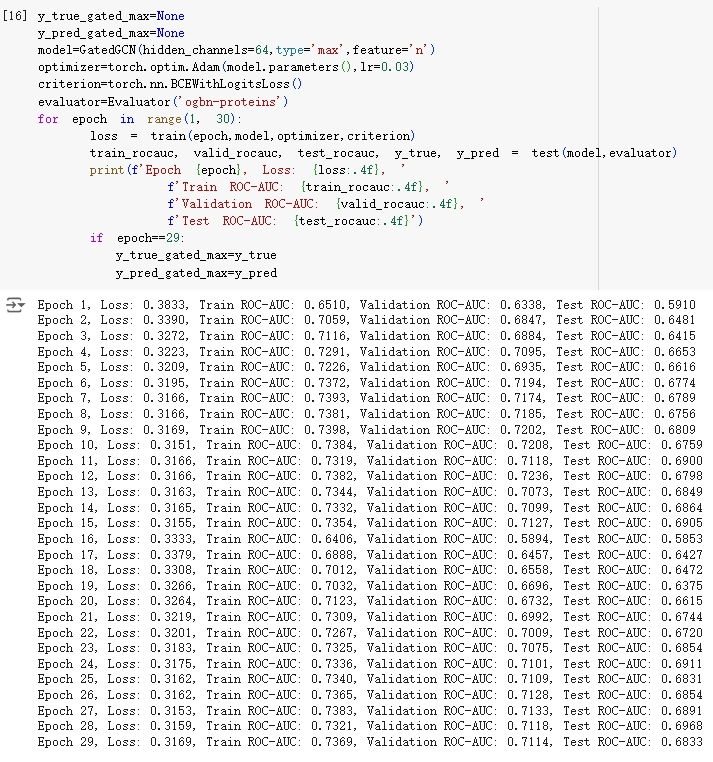 [16] y_true_gated_max=None
y_pred_gated_max=None
model=GatedGCN(hidden_channels=64,type='max',feature='n')
optimizer=torch.optim.Adam(model.parameters(),lr=0.03)
criterion=torch.nn.BCEWithLogitsLoss()
evaluator=Evaluator('ogbn-proteins')
for epoch in range(1, 30):
loss = train(epoch,model,optimizer,criterion)
train_rocauc, valid_rocauc, test_rocauc, y_true, y_pred = test(model,evaluator)
print(f'Epoch {epoch}, Loss: {loss:.4f}, '
f'Train ROC-AUC: {train_rocauc:.4f}, '
f'Validation ROC-AUC: {valid_rocauc:.4f}, '
f'Test ROC-AUC: {test_rocauc:.4f}')
if epoch==29:
y_true_gated_max=y_true
y_pred_gated_max=y_pred
Epoch 1, Loss: 0.3833, Train ROC-AUC: 0.6510, Validation ROC-AUC: 0.6338, Test ROC-AUC: 0.5910
Epoch 2, Loss: 0.3390, Train ROC-AUC: 0.7059, Validation ROC-AUC: 0.6847, Test ROC-AUC: 0.6481
Epoch 3, Loss: 0.3272, Train ROC-AUC: 0.7116, Validation ROC-AUC: 0.6884, Test ROC-AUC: 0.6415
Epoch 4, Loss: 0.3223, Train ROC-AUC: 0.7291, Validation ROC-AUC: 0.7095, Test ROC-AUC: 0.6653
Epoch 5, Loss: 0.3209, Train ROC-AUC: 0.7226, Validation ROC-AUC: 0.6935, Test ROC-AUC: 0.6616
Epoch 6, Loss: 0.3195, Train ROC-AUC: 0.7372, Validation ROC-AUC: 0.7194, Test ROC-AUC: 0.6774
Epoch 7, Loss: 0.3166, Train ROC-AUC: 0.7393, Validation ROC-AUC: 0.7174, Test ROC-AUC: 0.6789
Epoch 8, Loss: 0.3166, Train ROC-AUC: 0.7381, Validation ROC-AUC: 0.7185, Test ROC-AUC: 0.6756
Epoch 9, Loss: 0.3169, Train ROC-AUC: 0.7398, Validation ROC-AUC: 0.7202, Test ROC-AUC: 0.6809
Epoch 10, Loss: 0.3151, Train ROC-AUC: 0.7384, Validation ROC-AUC: 0.7208, Test ROC-AUC: 0.6759
Epoch 11, Loss: 0.3166, Train ROC-AUC: 0.7319, Validation ROC-AUC: 0.7118, Test ROC-AUC: 0.6900
Epoch 12, Loss: 0.3166, Train ROC-AUC: 0.7382, Validation ROC-AUC: 0.7236, Test ROC-AUC: 0.6798
Epoch 13, Loss: 0.3163, Train ROC-AUC: 0.7344, Validation ROC-AUC: 0.7073, Test ROC-AUC: 0.6849
Epoch 14, Loss: 0.3165, Train ROC-AUC: 0.7332, Validation ROC-AUC: 0.7099, Test ROC-AUC: 0.6864
Epoch 15, Loss: 0.3155, Train ROC-AUC: 0.7354, Validation ROC-AUC: 0.7127, Test ROC-AUC: 0.6905
Epoch 16, Loss: 0.3333, Train ROC-AUC: 0.6406, Validation ROC-AUC: 0.5894, Test ROC-AUC: 0.5853
Epoch 17, Loss: 0.3379, Train ROC-AUC: 0.6888, Validation ROC-AUC: 0.6457, Test ROC-AUC: 0.6427
Epoch 18, Loss: 0.3308, Train ROC-AUC: 0.7012, Validation ROC-AUC: 0.6558, Test ROC-AUC: 0.6472
Epoch 19, Loss: 0.3266, Train ROC-AUC: 0.7032, Validation ROC-AUC: 0.6696, Test ROC-AUC: 0.6375
Epoch 20, Loss: 0.3264, Train ROC-AUC: 0.7123, Validation ROC-AUC: 0.6732, Test ROC-AUC: 0.6615
Epoch 21, Loss: 0.3219, Train ROC-AUC: 0.7309, Validation ROC-AUC: 0.6992, Test ROC-AUC: 0.6744
Epoch 22, Loss: 0.3201, Train ROC-AUC: 0.7267, Validation ROC-AUC: 0.7009, Test ROC-AUC: 0.6720
Epoch 23, Loss: 0.3183, Train ROC-AUC: 0.7325, Validation ROC-AUC: 0.7075, Test ROC-AUC: 0.6854
Epoch 24, Loss: 0.3175, Train ROC-AUC: 0.7336, Validation ROC-AUC: 0.7101, Test ROC-AUC: 0.6911
Epoch 25, Loss: 0.3162, Train ROC-AUC: 0.7340, Validation ROC-AUC: 0.7109, Test ROC-AUC: 0.6831
Epoch 26, Loss: 0.3162, Train ROC-AUC: 0.7365, Validation ROC-AUC: 0.7128, Test ROC-AUC: 0.6854
Epoch 27, Loss: 0.3153, Train ROC-AUC: 0.7383, Validation ROC-AUC: 0.7133, Test ROC-AUC: 0.6891
Epoch 28, Loss: 0.3159, Train ROC-AUC: 0.7321, Validation ROC-AUC: 0.7118, Test ROC-AUC: 0.6968
Epoch 29, Loss: 0.3169, Train ROC-AUC: 0.7369, Validation ROC-AUC: 0.7114, Test ROC-AUC: 0.6833